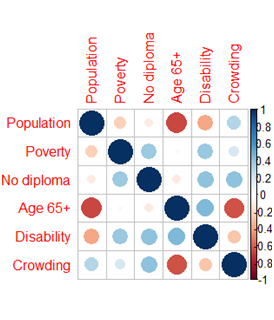 Population
Poverty
No diploma
Age 65+
Disability
Crowding
Population
Poverty
No diploma
Age 65+
Disability
Crowding
1
0.8
0.6
0.4
0.2
0
-0.2
-0.4
-0.6
-0.8
-1